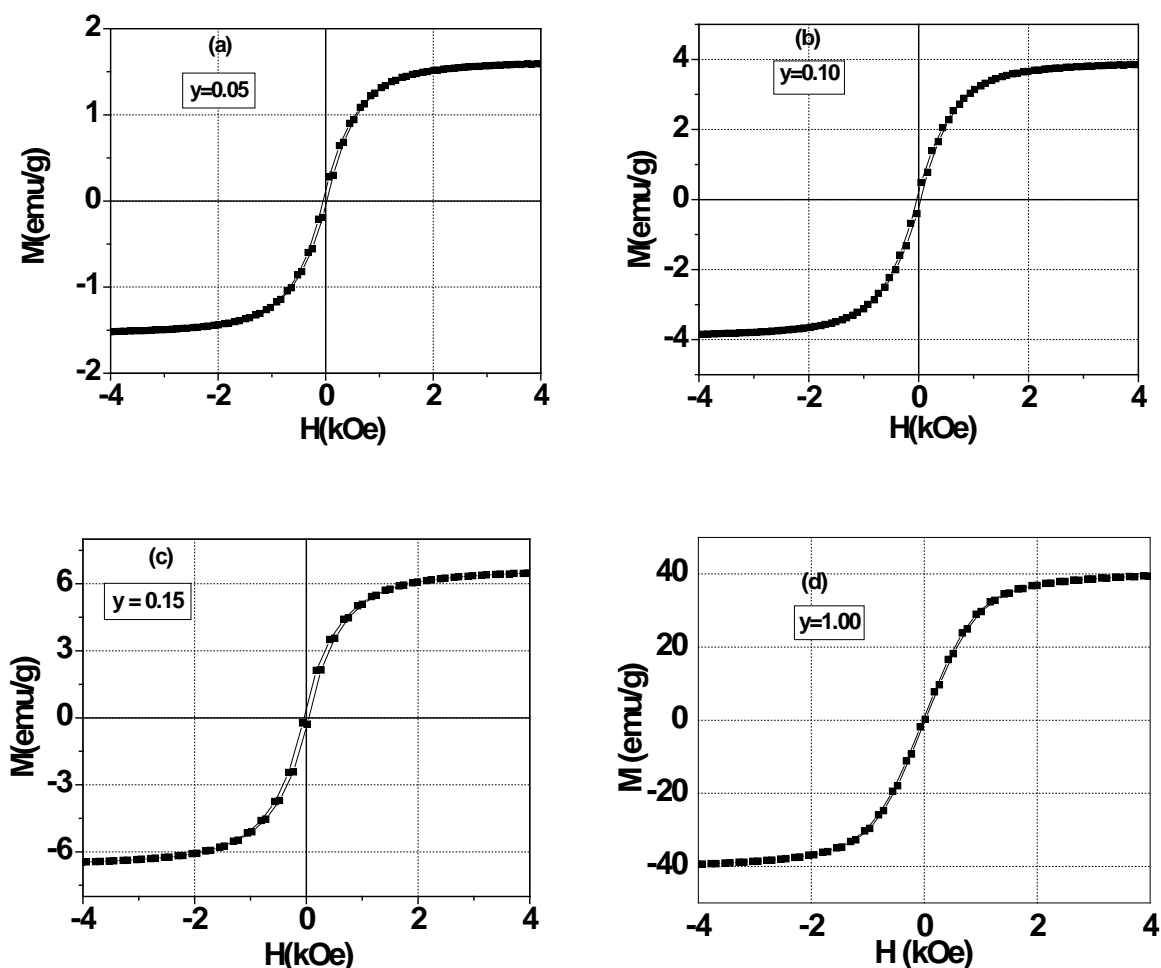 (a)
y=0.05
M(emu/g)
2
1
0
-1
-2
-4 -2 0 2 4
H(kOe)
(b)
y=0.10
M(emu/g)
4
2
0
-2
-4
-4 -2 0 2 4
H(kOe)
(c)
y = 0.15
M(emu/g)
6
3
0
-3
-6
-4 -2 0 2 4
H(kOe)
(d)
y=1.00
M (emu/g)
40
20
0
-20
-40
-4 -2 0 2 4
H (kOe)